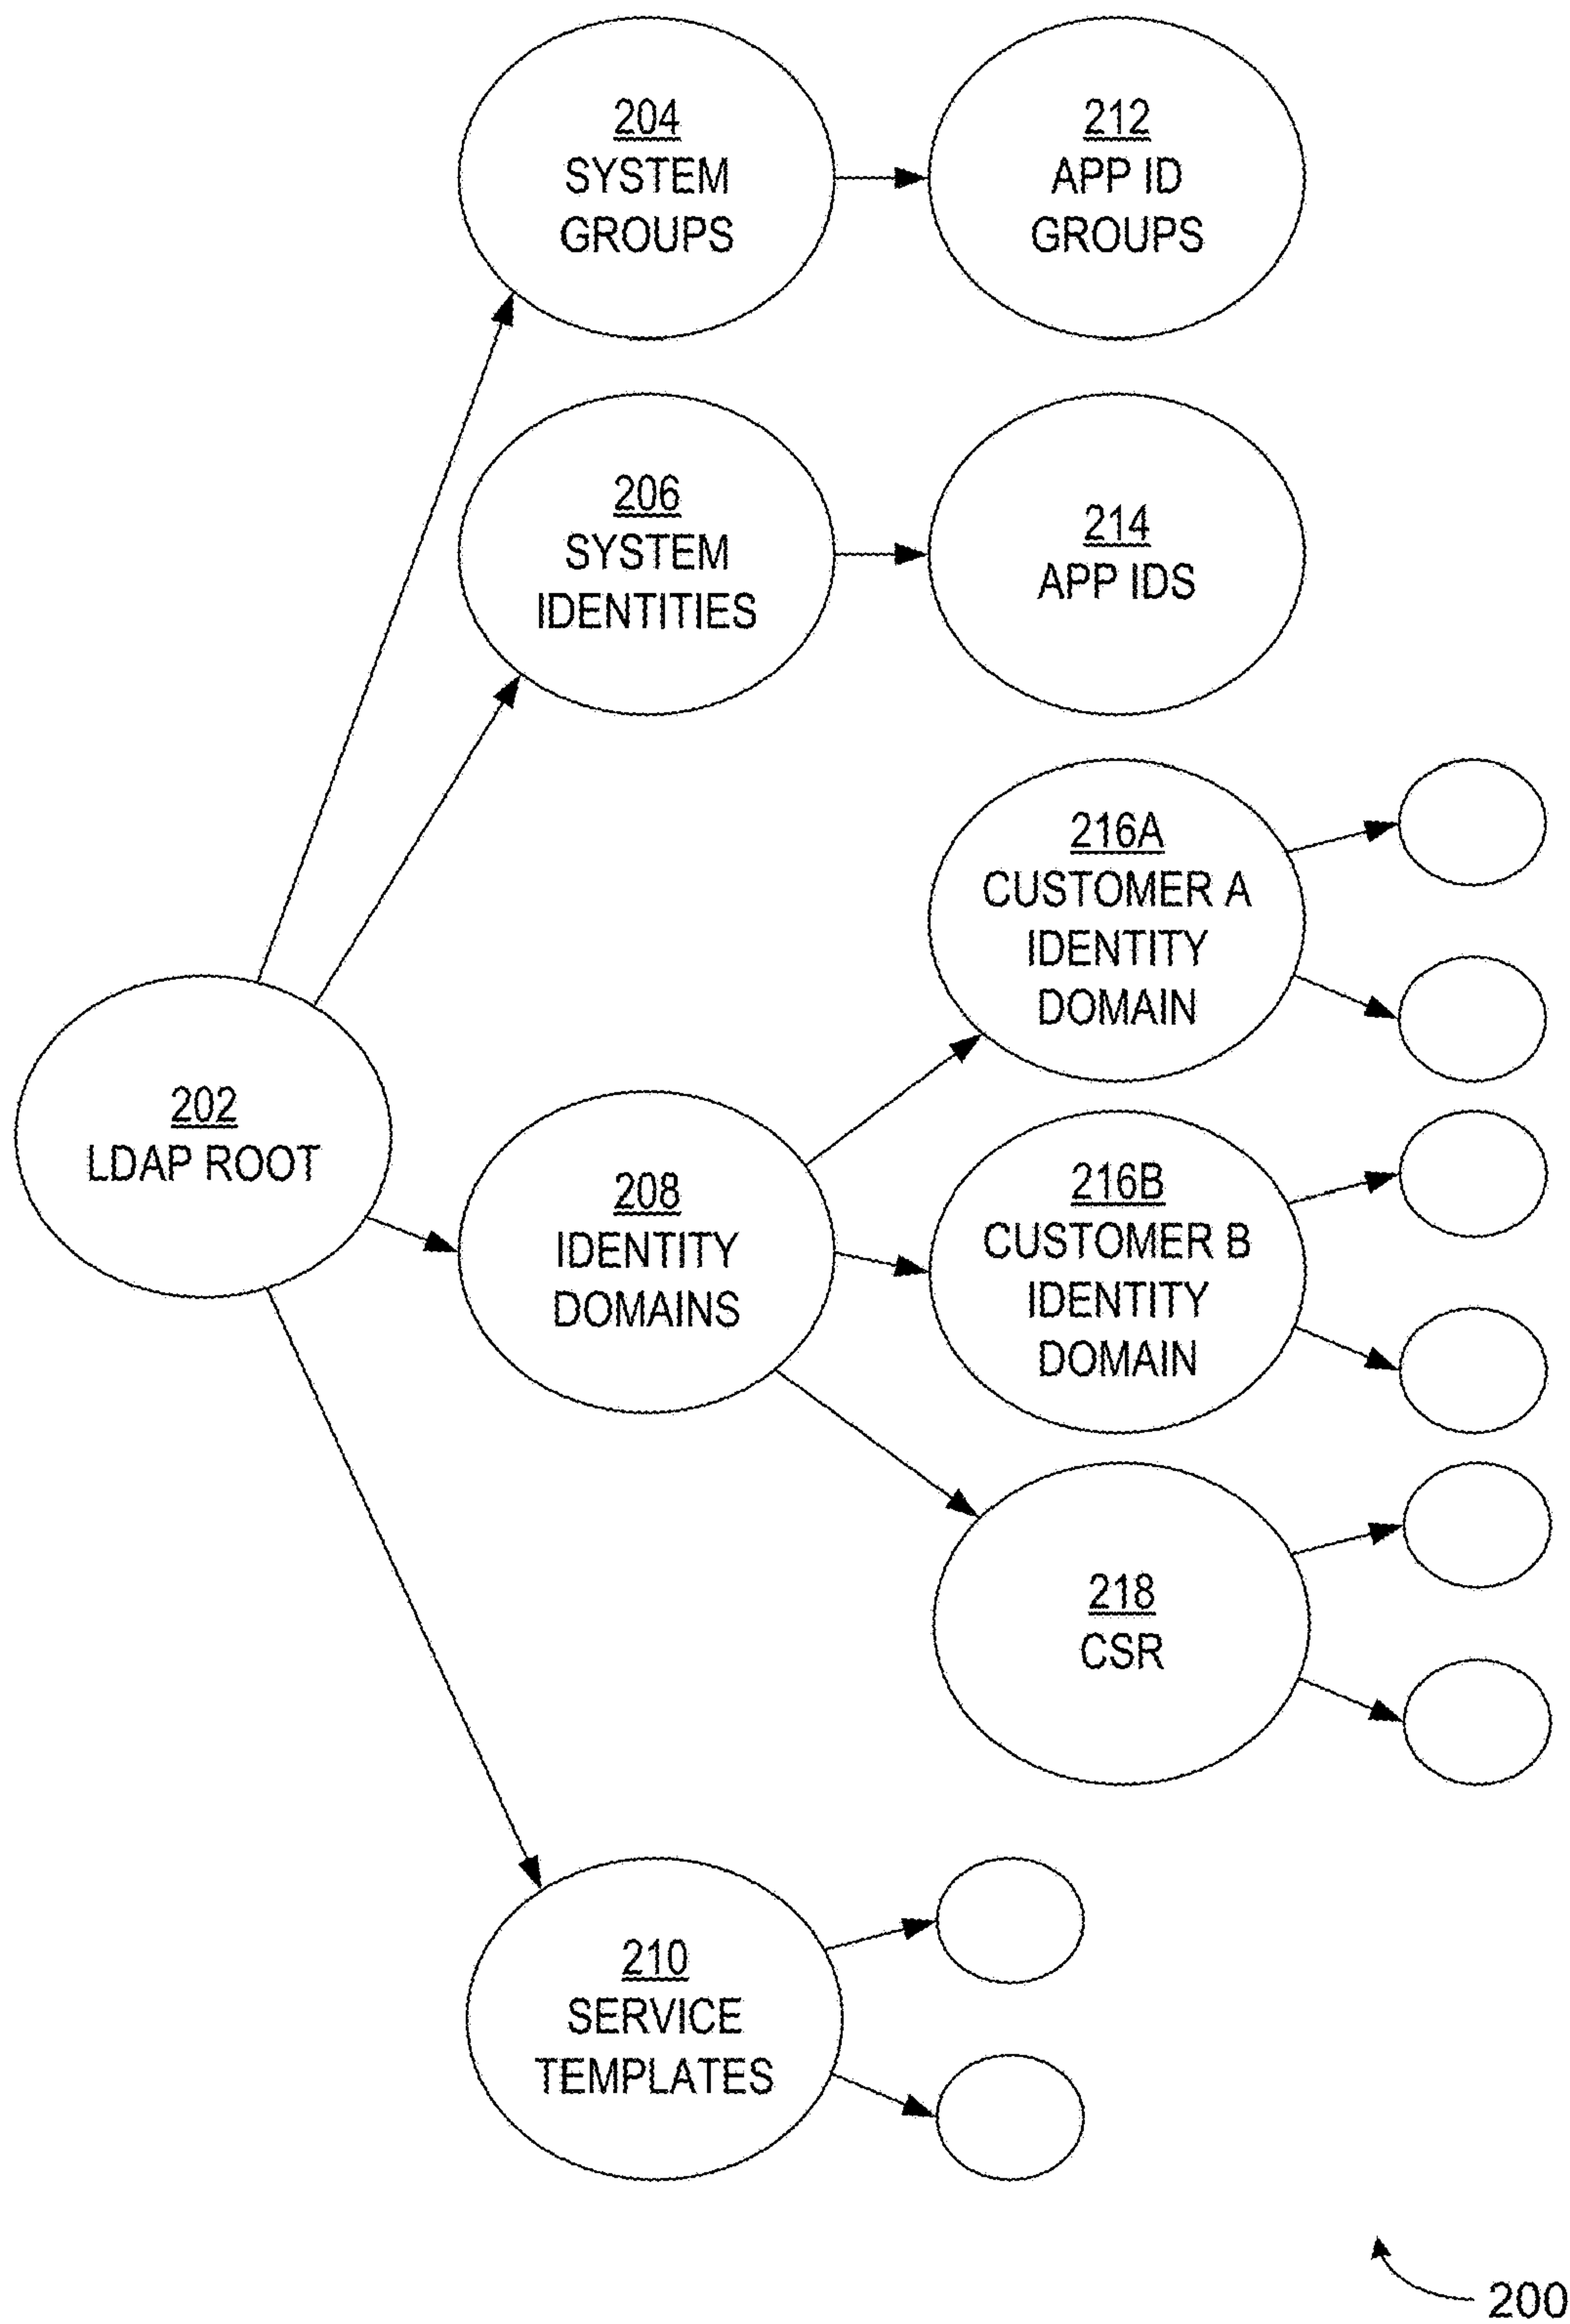 204
SYSTEM
GROUPS
212
APP ID
GROUPS
206
SYSTEM
IDENTITIES
214
APP IDS
216A
CUSTOMER A
IDENTITY
DOMAIN
202
LDAP ROOT
208
IDENTITY
DOMAINS
216B
CUSTOMER B
IDENTITY
DOMAIN
218
CSR
210
SERVICE
TEMPLATES
200